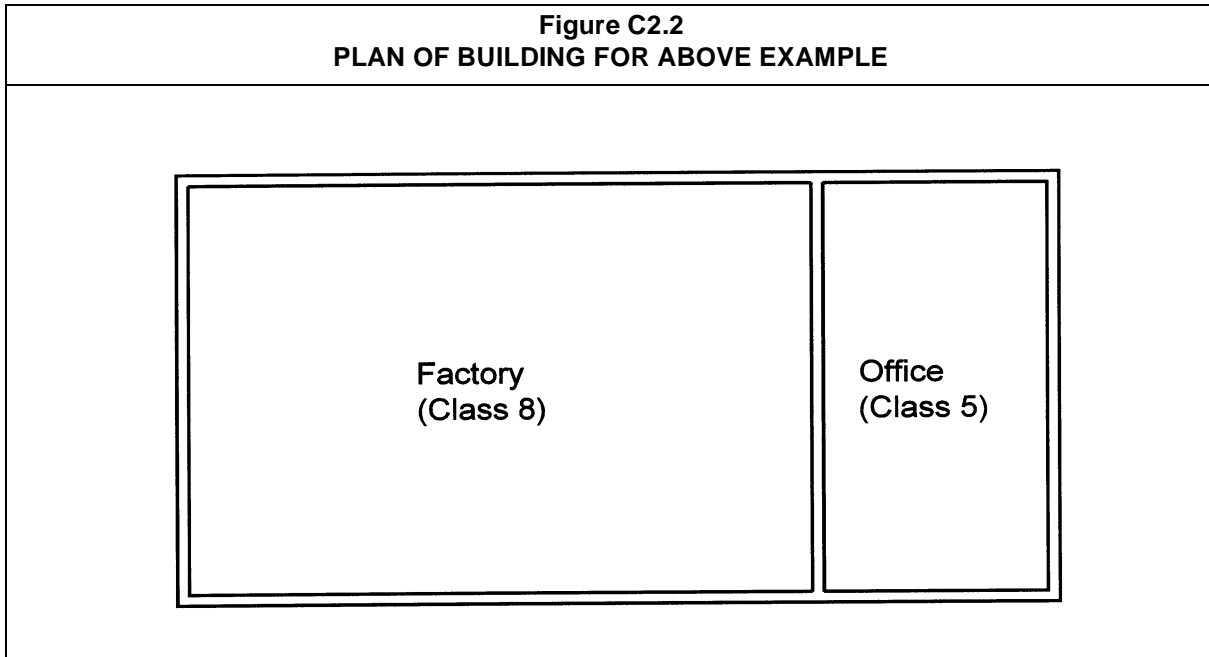 Figure C2.2
PLAN OF BUILDING FOR ABOVE EXAMPLE
Factory
(Class 8)
Office
(Class 5)